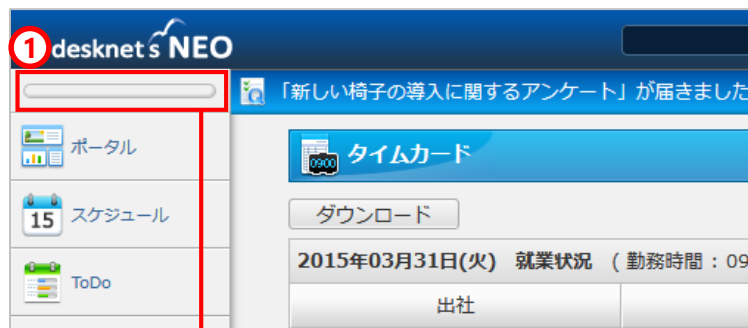 1
desknet's NEO
「新しい椅子の導入に関するアンケート」が届きました
ポータル
タイムカード
0900
15
スケジュール
ダウンロード
2015年03月31日(火) 就業状況 ( 勤務時間 : 09
ToDo
出社